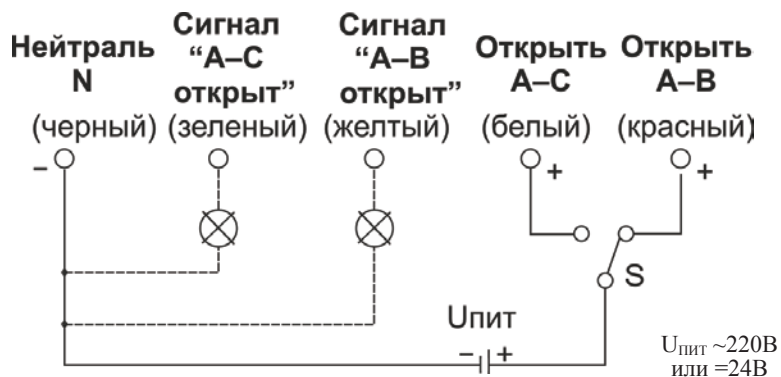 Нейтраль
N
(черный)
Сигнал
“А–С
открыт”
(зеленый)
Сигнал
“А–В
открыт”
(желтый)
Открыть
А–С
(белый)
Открыть
А–В
(красный)
–
+
+
S
Uпит
– +
UПИТ ~220В
или =24В